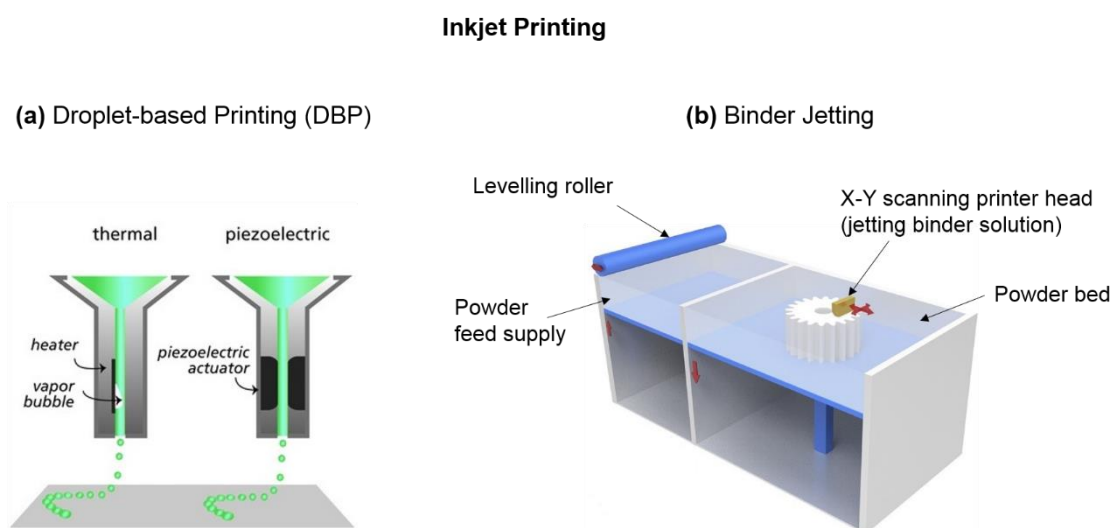 Inkjet Printing
(a) Droplet-based Printing (DBP)
thermal
piezoelectric
heater
vapor
bubble
piezoelectric
actuator
(b) Binder Jetting
Levelling roller
X-Y scanning printer head
(jetting binder solution)
Powder
feed supply
Powder bed